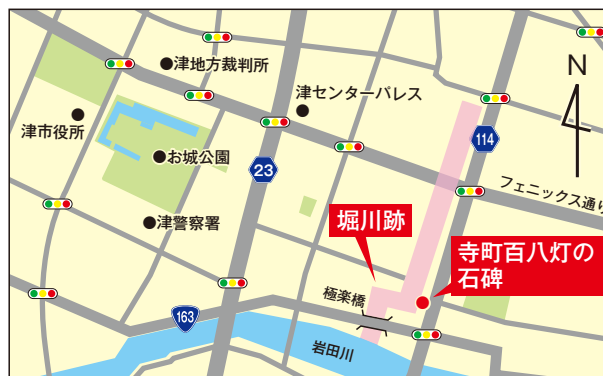 津地方裁判所
津センターパレス
N
津市役所
お城公園
114
23
フェニックス通り
津警察署
堀川跡
寺町百八灯の
石碑
極楽橋
163
岩田川